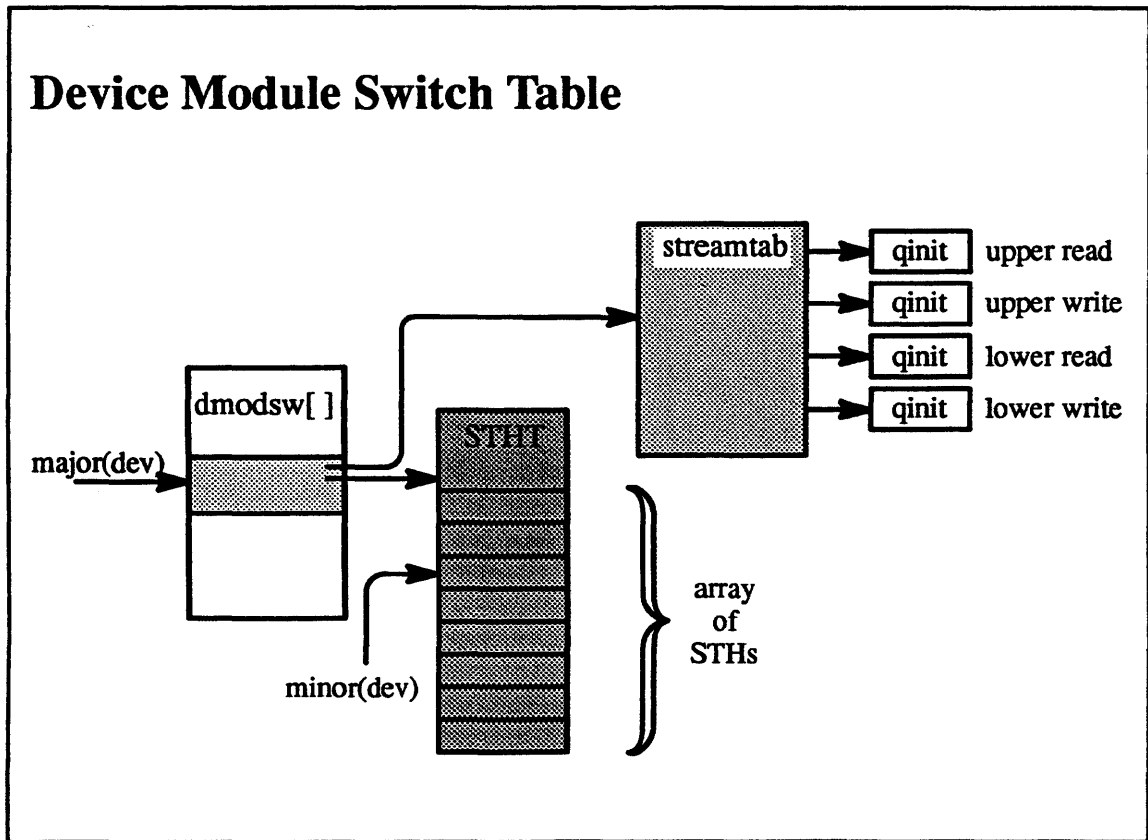 Device Module Switch Table
streamtab
qinit upper read
qinit upper write
qinit lower read
qinit lower write
dmodsw[ ]
STHT
major(dev)
array
of
STHs
minor(dev)